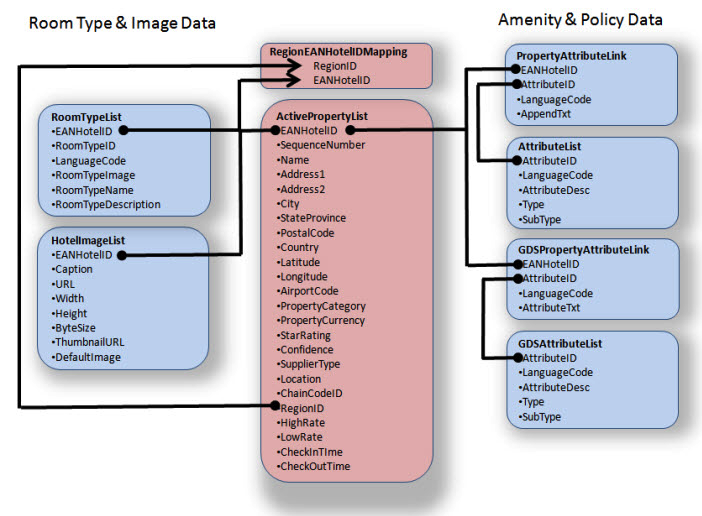 Room Type & Image Data
RoomTypeList
•EANHotelID
•RoomTypeID
•LanguageCode
•RoomTypeImage
•RoomTypeName
•RoomTypeDescription
HotelImageList
•EANHotelID
•Caption
•URL
•Width
•Height
•ByteSize
•ThumbnailURL
•DefaultImage
RegionEANHotelIDMapping
RegionID
EANHotelID
ActivePropertyList
•EANHotelID
•SequenceNumber
•Name
•Address1
•Address2
•City
•StateProvince
•PostalCode
•Country
•Latitude
•Longitude
•AirportCode
•PropertyCategory
•PropertyCurrency
•StarRating
•Confidence
•SupplierType
•Location
•ChainCodeID
•RegionID
•HighRate
•LowRate
•CheckInTIme
•CheckOutTime
Amenity & Policy Data
PropertyAttributeLink
•EANHotelID
•AttributeID
•LanguageCode
•AppendTxt
AttributeList
•AttributeID
•LanguageCode
•AttributeDesc
•Type
•SubType
GDSPropertyAttributeLink
•EANHotelID
•AttributeID
•LanguageCode
•AttributeTxt
GDSAttributeList
•AttributeID
•LanguageCode
•AttributeDesc
•Type
•SubType